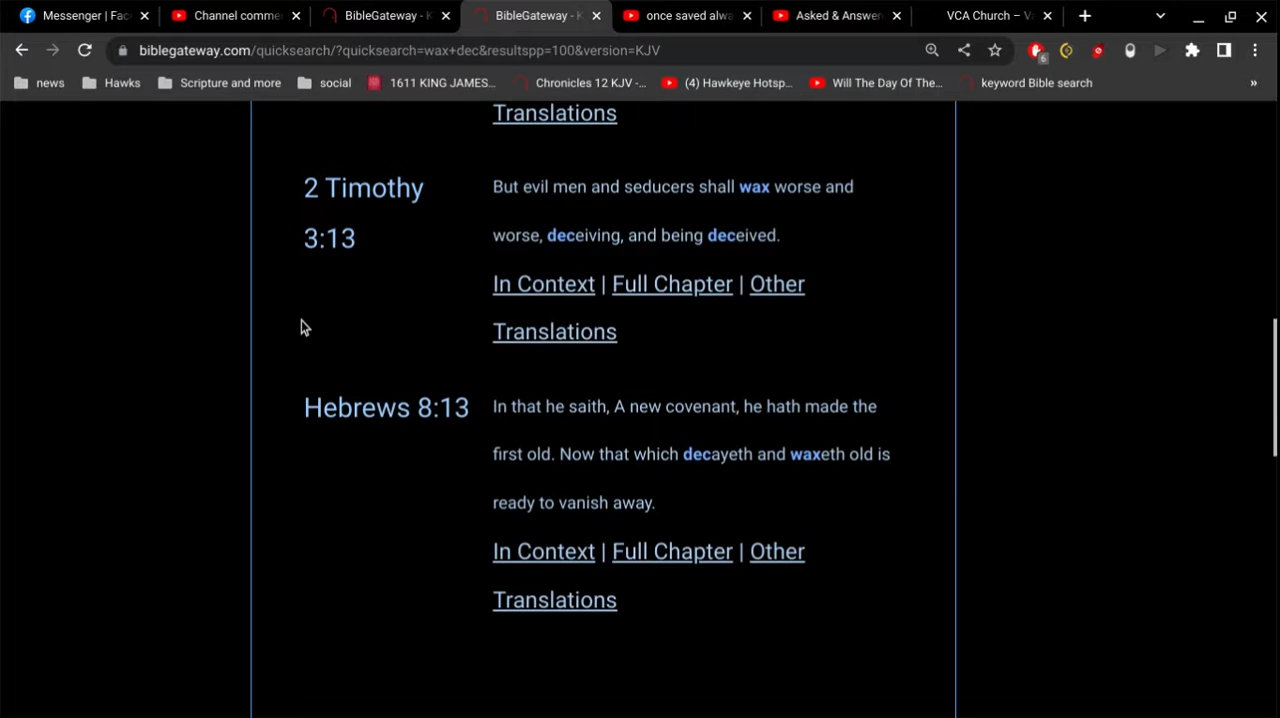 Messenger | Fac
Channel comme
BibleGateway - K
BibleGateway - K
once saved alwa
Asked & Answere
VCA Church – V
biblegateway.com/quicksearch/?quicksearch=wax+dec&resultspp=100&version=KJV
6
news
Hawks
Scripture and more
social
1611 KING JAMES...
Chronicles 12 KJV -...
(4) Hawkeye Hotsp...
Will The Day Of The...
keyword Bible search
»
Translations
2 Timothy
3:13
But evil men and seducers shall wax worse and
worse, deceiving, and being deceived.
In Context | Full Chapter | Other
Translations
Hebrews 8:13
In that he saith, A new covenant, he hath made the
first old. Now that which decayeth and waxeth old is
ready to vanish away.
In Context | Full Chapter | Other
Translations